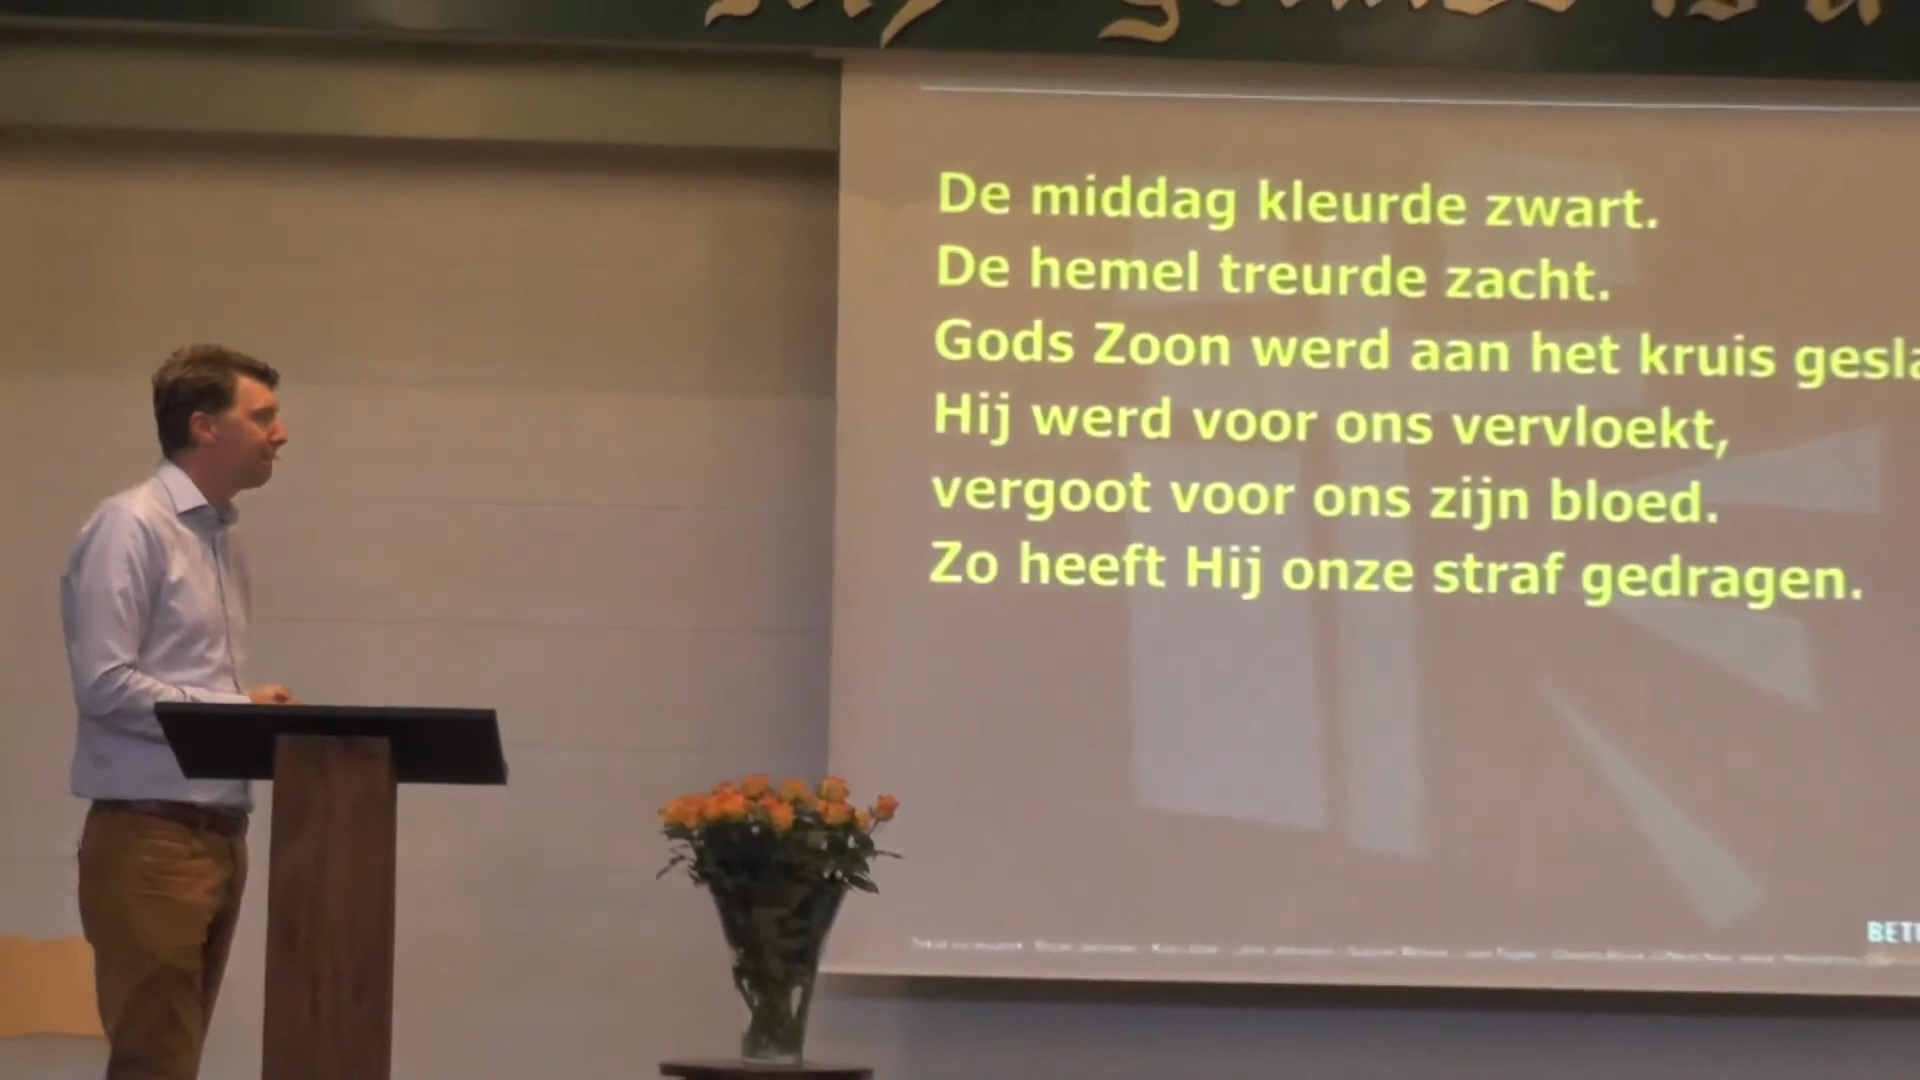 De middag kleurde zwart.
De hemel treurde zacht.
Gods Zoon werd aan het kruis gesla
Hij werd voor ons vervloekt,
vergoot voor ons zijn bloed.
Zo heeft Hij onze straf gedragen.
BETH